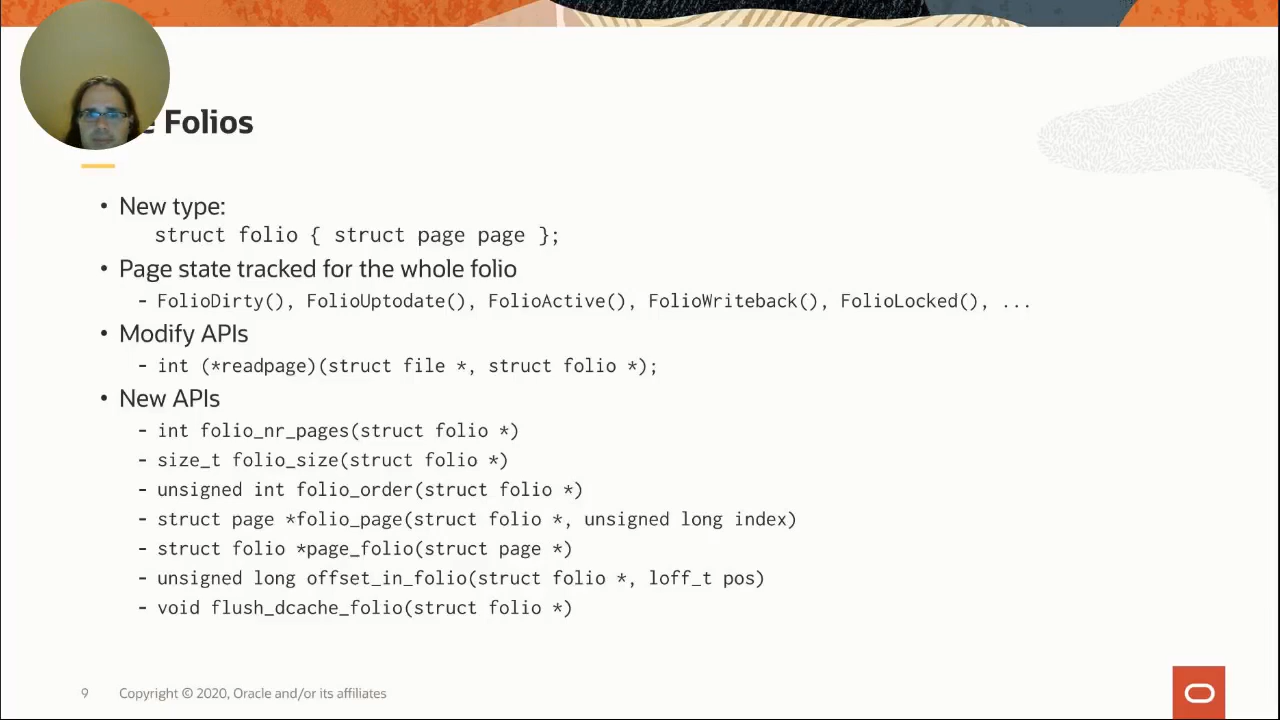 Folios
• New type:
struct folio { struct page page };
• Page state tracked for the whole folio
- FolioDirty(), FolioUptodate(), FolioActive(), FolioWriteback(), FolioLocked(), ...
• Modify APIs
- int (*readpage)(struct file *, struct folio *);
• New APIs
- int folio_nr_pages(struct folio *)
- size_t folio_size(struct folio *)
- unsigned int folio_order(struct folio *)
- struct page *folio_page(struct folio *, unsigned long index)
- struct folio *page_folio(struct page *)
- unsigned long offset_in_folio(struct folio *, loff_t pos)
- void flush_dcache_folio(struct folio *)
9 Copyright © 2020, Oracle and/or its affiliates